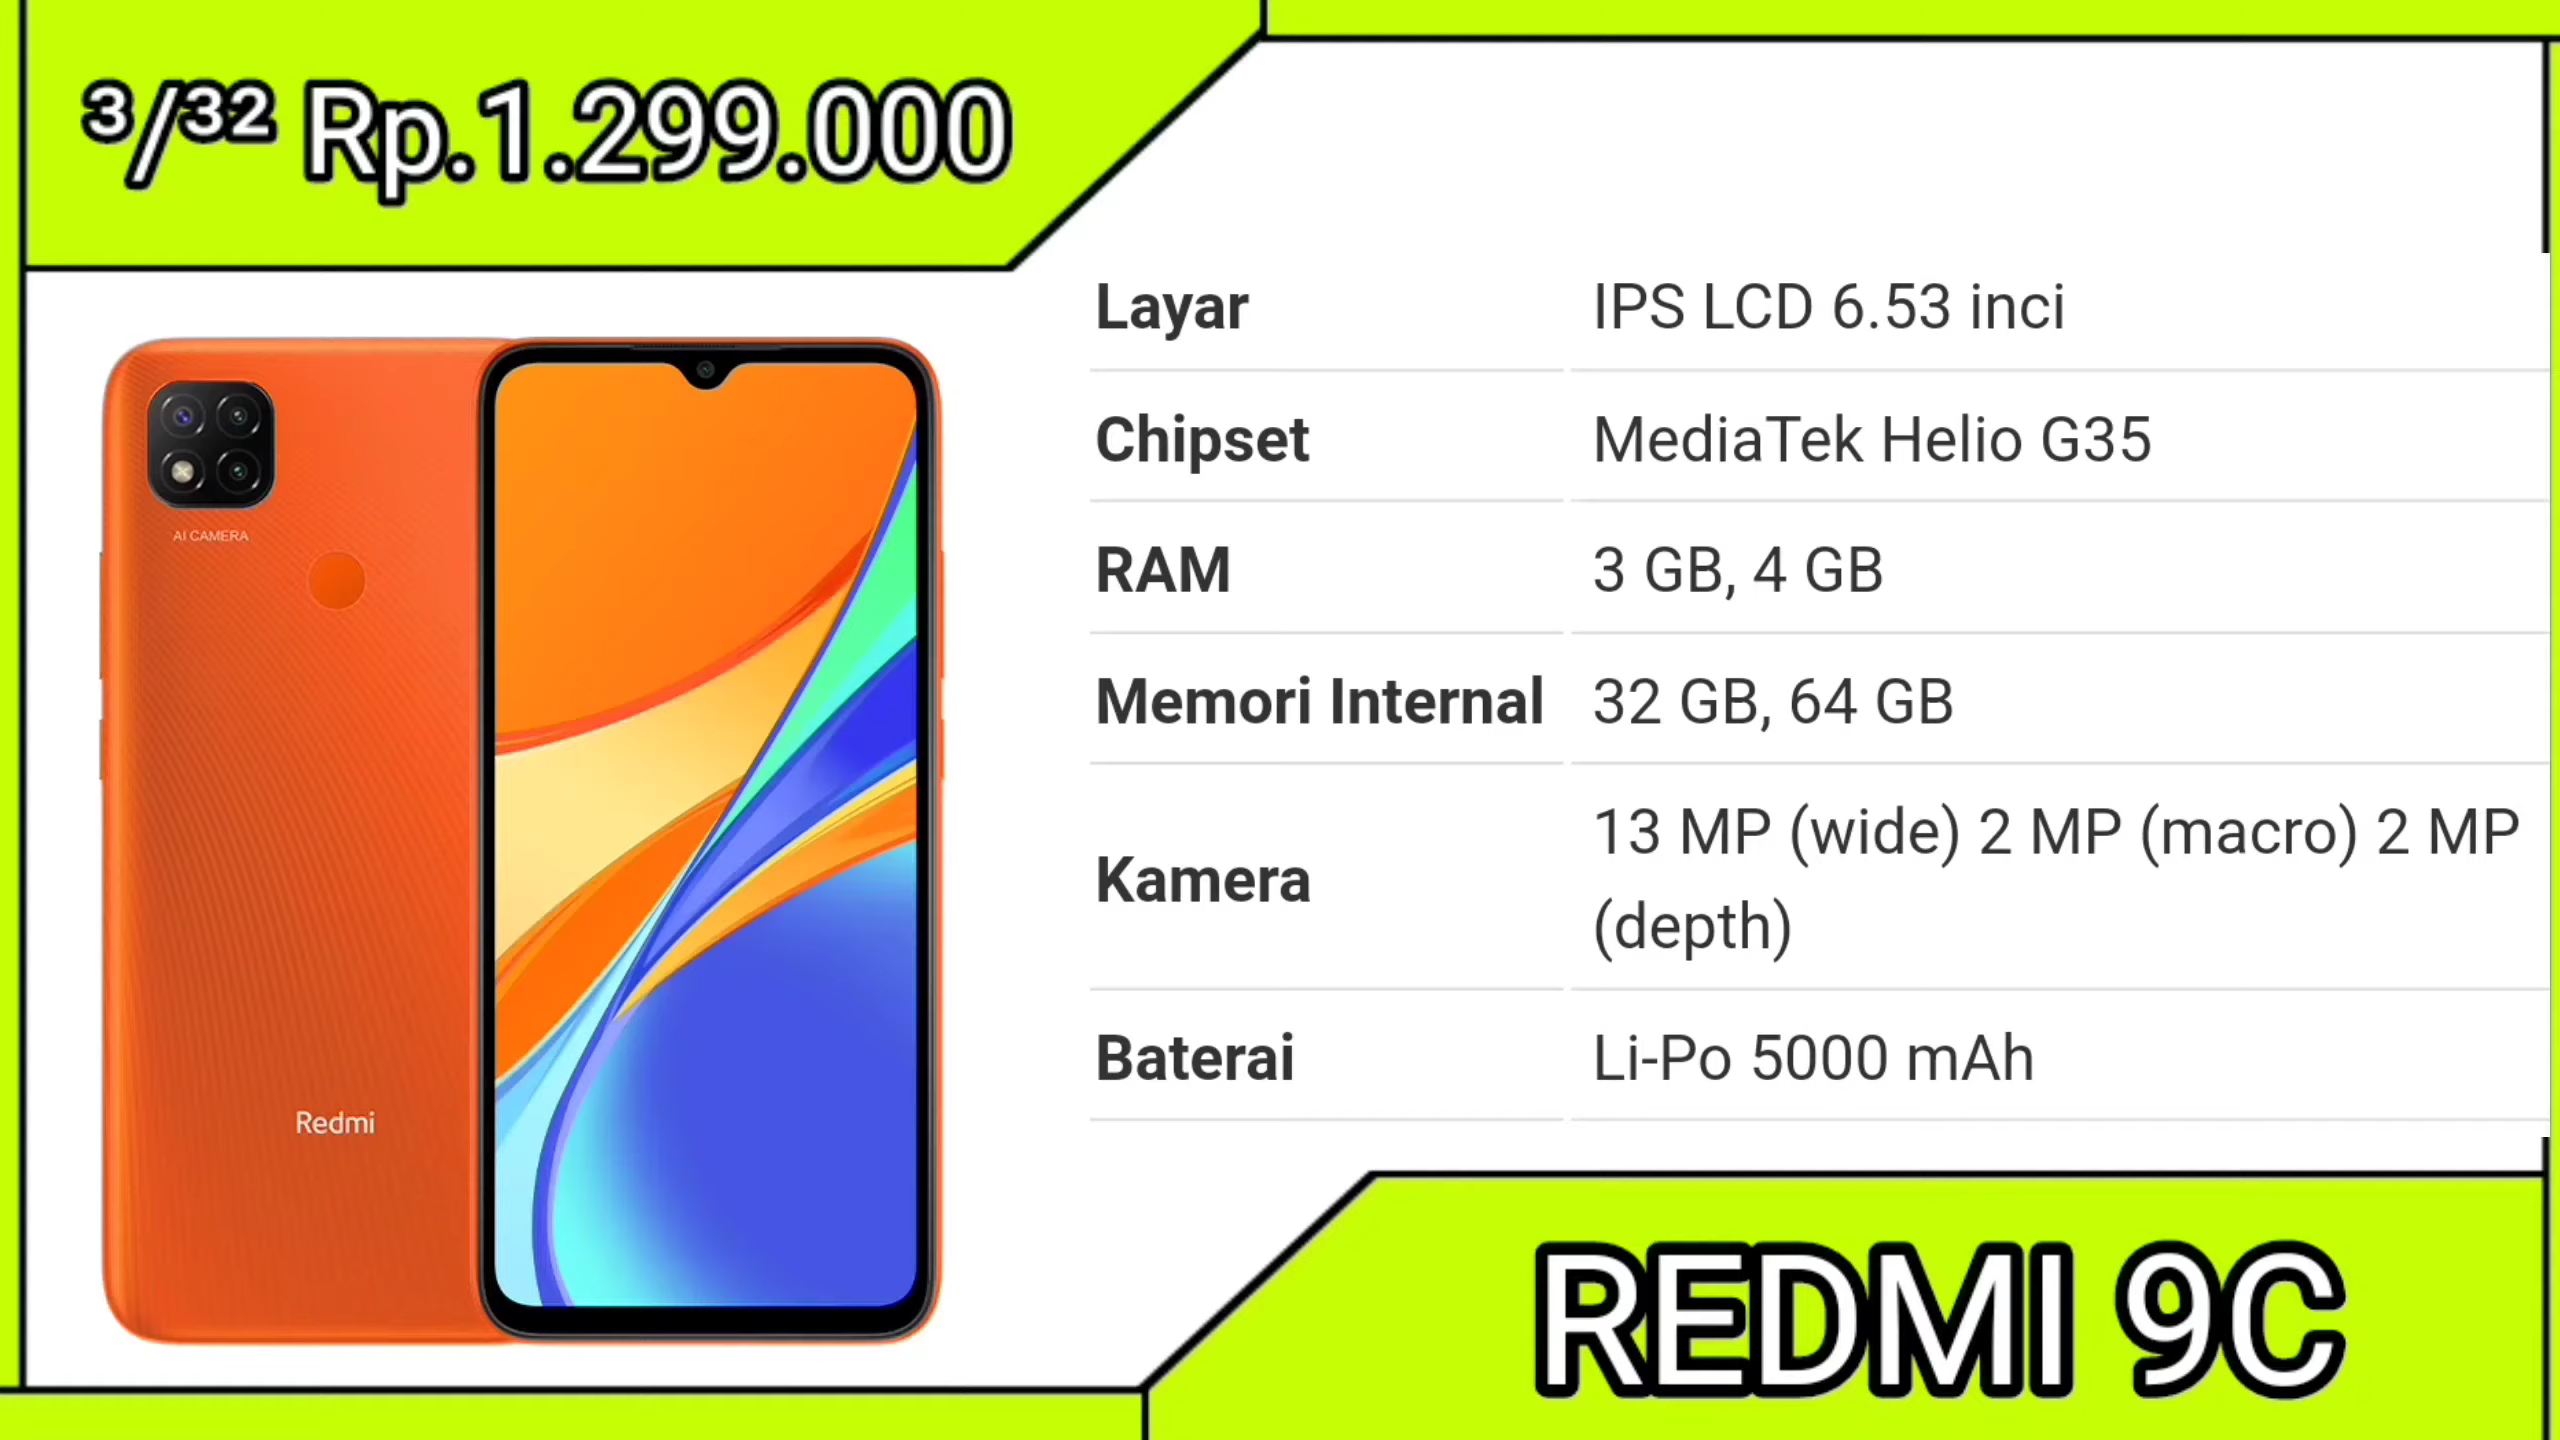 ³/³² Rp.1.299.000
Layar IPS LCD 6.53 inci
Chipset MediaTek Helio G35
RAM 3 GB, 4 GB
Memori Internal 32 GB, 64 GB
Kamera 13 MP (wide) 2 MP (macro) 2 MP
(depth)
Baterai Li-Po 5000 mAh
AI CAMERA
Redmi
REDMI 9C